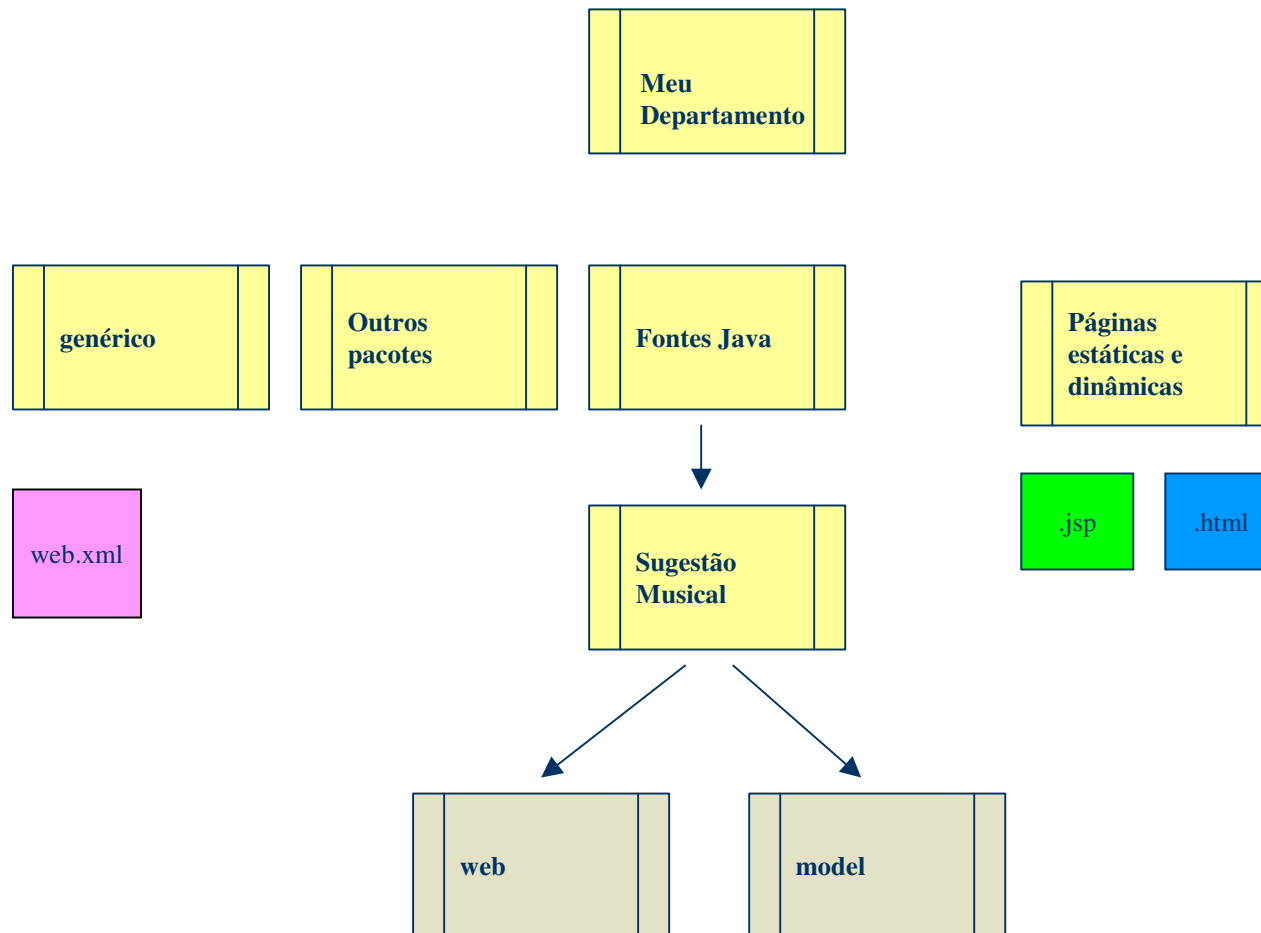 Meu
Departamento
genérico
Outros
pacotes
Fontes Java
Páginas
estáticas e
dinâmicas
web.xml
.jsp
.html
Sugestão
Musical
web
model